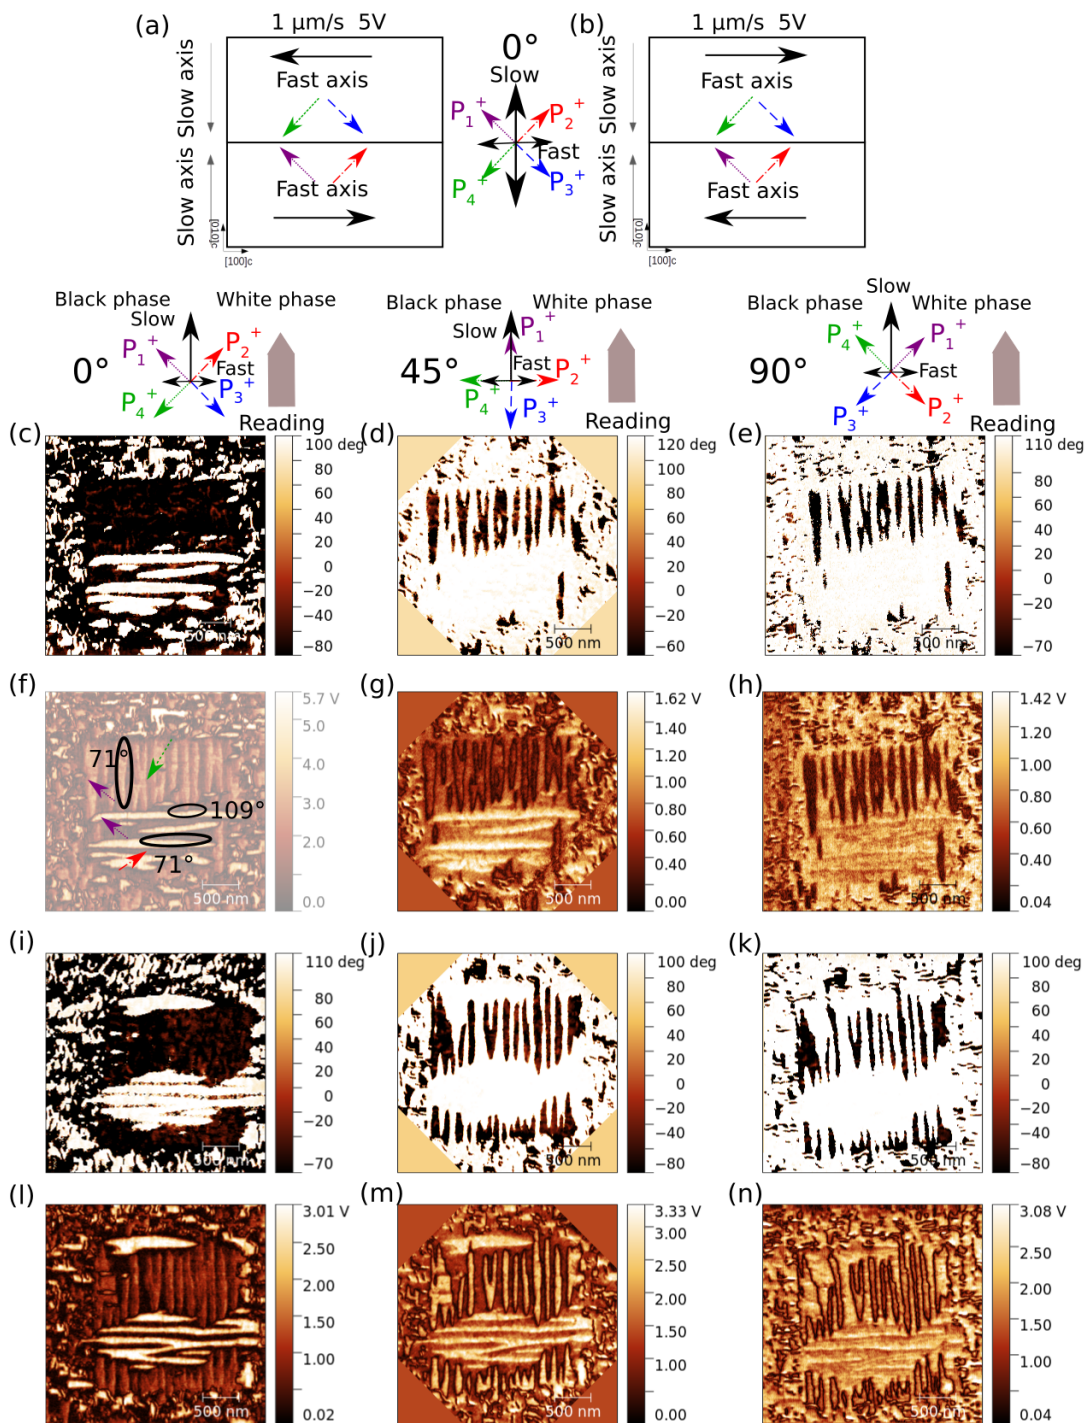 (a)
1 μm/s 5V
Slow axis
Fast axis
Slow axis
Fast axis
[010]c
[100]c
0°
Slow
P1+
P2+
Fast
P4+
P3+
(b)
1 μm/s 5V
Slow axis
Fast axis
Slow axis
Fast axis
[010]c
[100]c
Black phase
White phase
Slow
P1+
P2+
0°
Fast
P3+
P4+
Reading
Black phase
White phase
Slow
P1+
45°
Fast
P2+
P4+
P3+
Reading
Slow
Black phase
White phase
P4+
P1+
90°
Fast
P3+
P2+
Reading
(c)
100 deg
80
60
40
20
0
−20
−40
−60
−80
500 nm
(d)
120 deg
100
80
60
40
20
0
−20
−40
−60
500 nm
(e)
110 deg
80
60
40
20
0
−20
−70
500 nm
(f)
71°
109°
71°
500 nm
5.7 V
5.0
4.0
3.0
2.0
0.0
(g)
1.62 V
1.40
1.20
1.00
0.80
0.60
0.40
0.00
500 nm
(h)
1.42 V
1.20
1.00
0.80
0.60
0.40
0.04
500 nm
(i)
110 deg
80
60
40
20
0
−20
−70
500 nm
(j)
100 deg
80
60
40
20
0
−20
−40
−80
500 nm
(k)
100 deg
80
60
40
20
0
−20
−40
−80
500 nm
(l)
3.01 V
2.50
2.00
1.50
1.00
0.02
500 nm
(m)
3.33 V
3.00
2.50
2.00
1.50
1.00
0.00
500 nm
(n)
3.08 V
2.50
2.00
1.50
1.00
0.04
500 nm